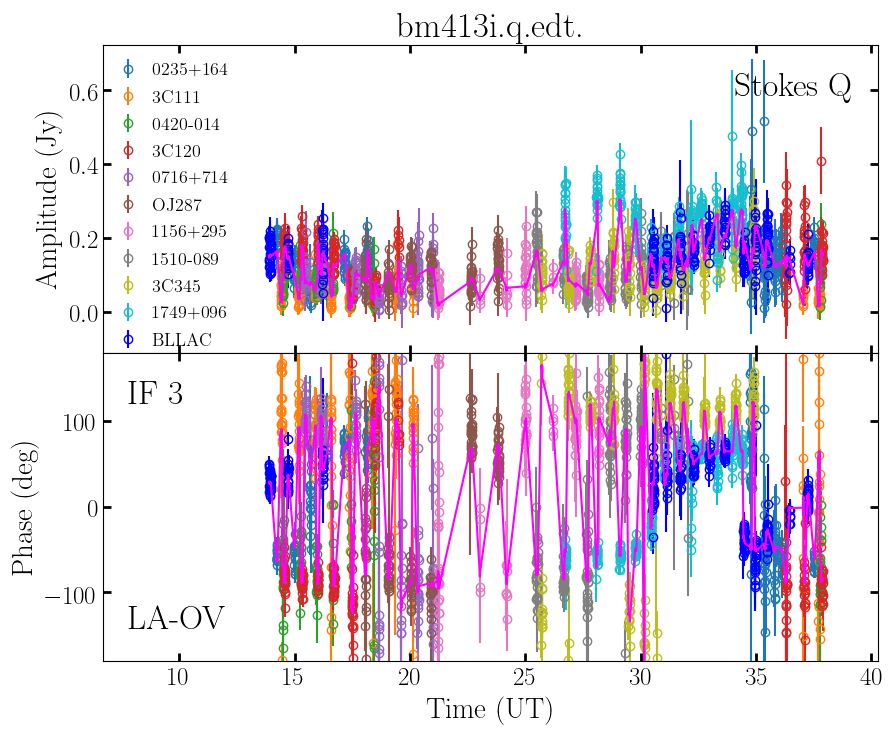 bm413i.q.edt.
Stokes Q
0235+164
3C111
0420-014
3C120
0716+714
OJ287
1156+295
1510-089
3C345
1749+096
BLLAC
Amplitude (Jy)
0.6
0.4
0.2
0.0
IF 3
LA-OV
Phase (deg)
100
0
−100
10 15 20 25 30 35 40
Time (UT)